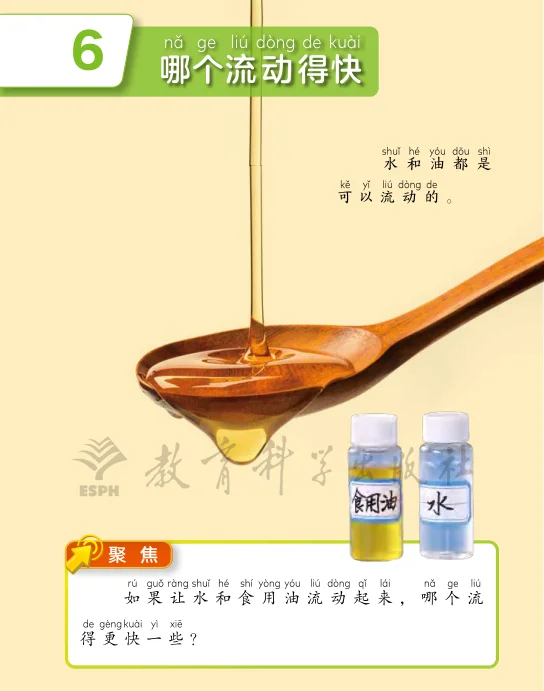 6
nǎ ge liú dòng de kuài
哪个流动得快
shuǐ hé yóu dōu shì
水和油都是
kě yǐ liú dòng de
可以流动的。
教育科学出版社
ESPH
食用油
水
聚焦
rú guǒ ràng shuǐ hé shí yòng yóu liú dòng qǐ lái nǎ ge liú
如果让水和食用油流动起来，哪个流
de gèng kuài yì xiē
得更快一些？